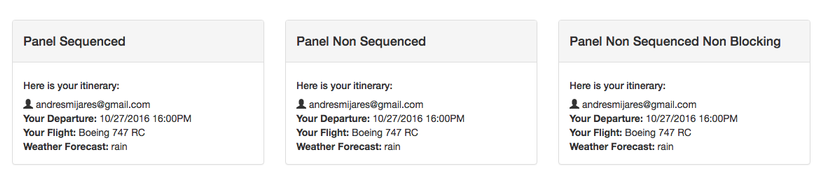 Panel Sequenced
Here is your itinerary:
andresmijares@gmail.com
Your Departure: 10/27/2016 16:00PM
Your Flight: Boeing 747 RC
Weather Forecast: rain
Panel Non Sequenced
Here is your itinerary:
andresmijares@gmail.com
Your Departure: 10/27/2016 16:00PM
Your Flight: Boeing 747 RC
Weather Forecast: rain
Panel Non Sequenced Non Blocking
Here is your itinerary:
andresmijares@gmail.com
Your Departure: 10/27/2016 16:00PM
Your Flight: Boeing 747 RC
Weather Forecast: rain